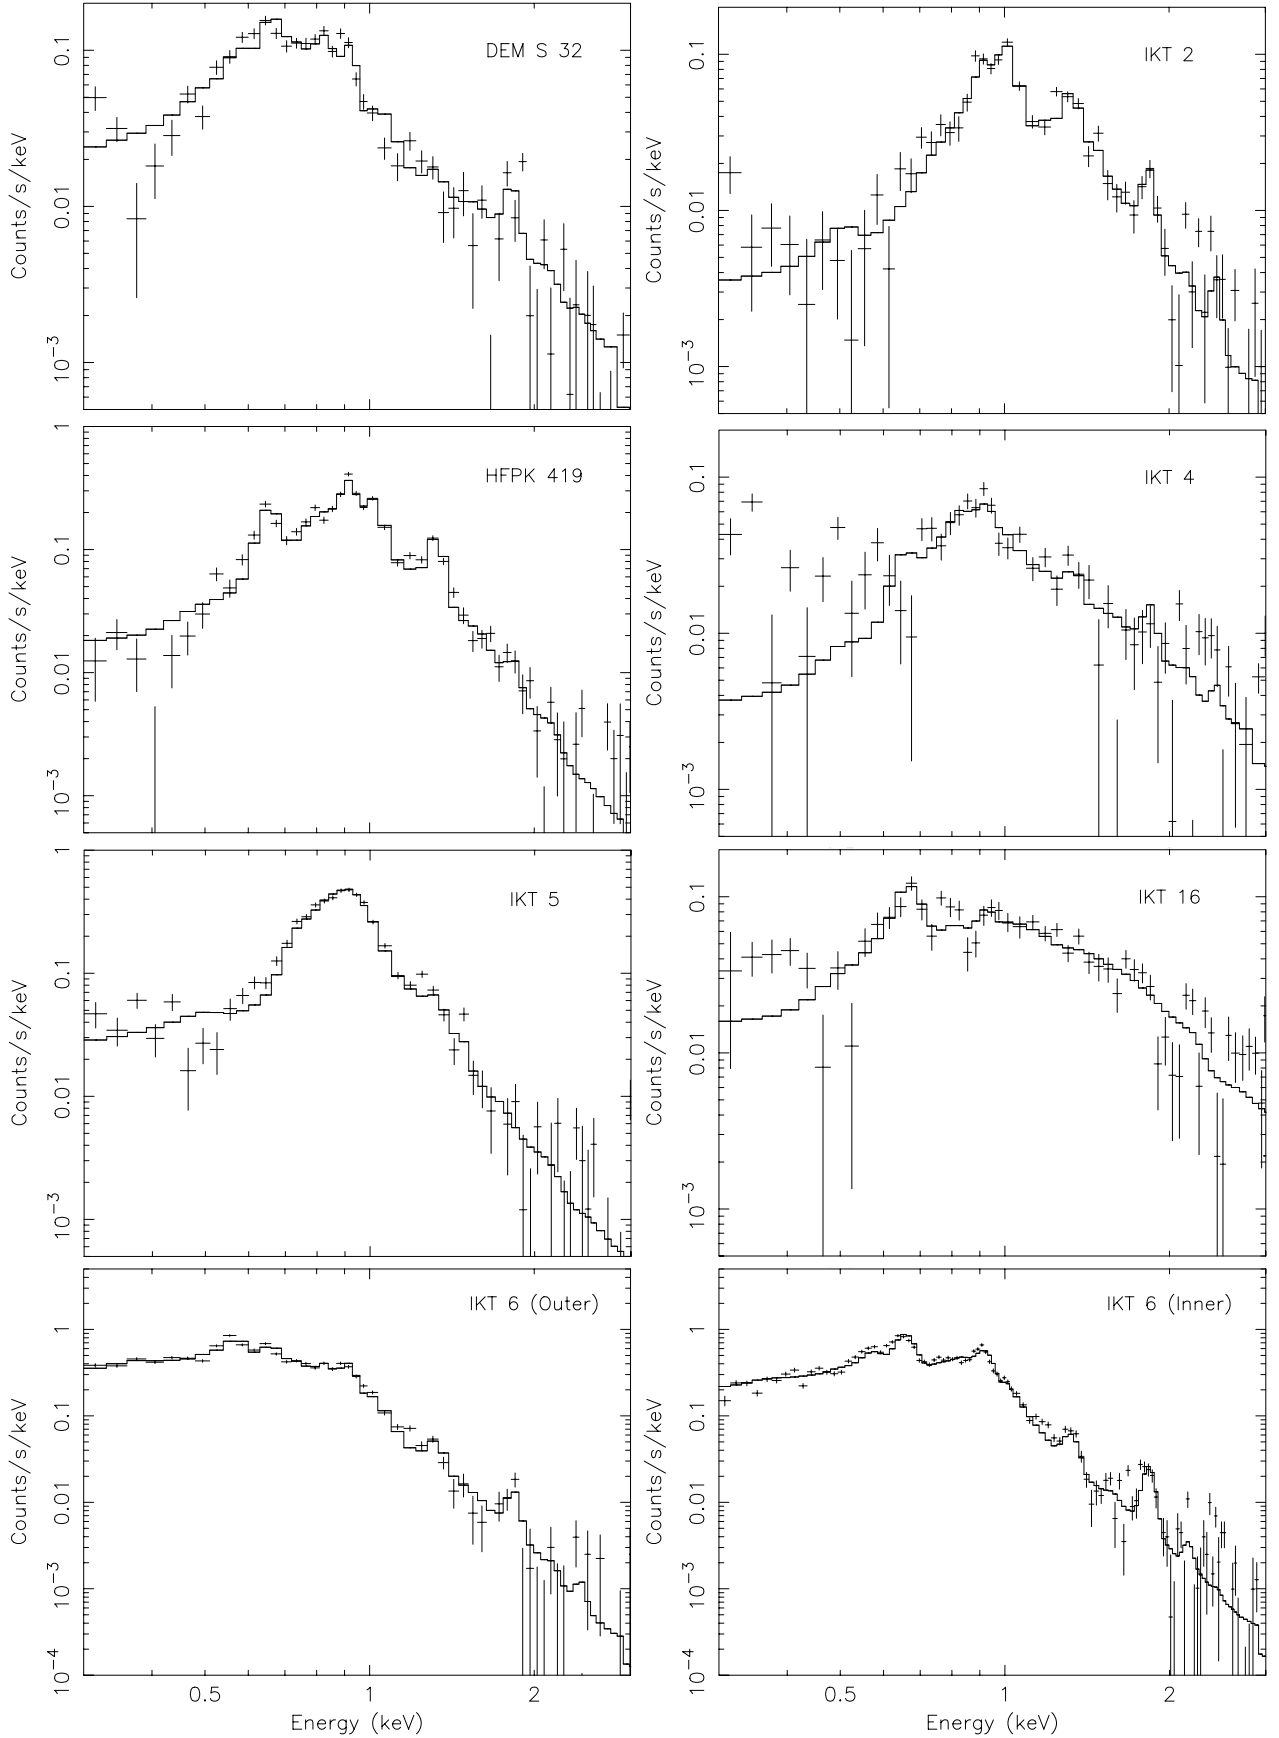 DEM S 32
Counts/s/keV
0.1
0.01
10−3
IKT 2
Counts/s/keV
0.1
0.01
10−3
HFPK 419
Counts/s/keV
1
0.1
0.01
10−3
IKT 4
Counts/s/keV
0.1
0.01
10−3
IKT 5
Counts/s/keV
1
0.1
0.01
10−3
IKT 16
Counts/s/keV
0.1
0.01
10−3
IKT 6 (Outer)
Counts/s/keV
1
0.1
0.01
10−3
10−4
0.5
1
2
Energy (keV)
IKT 6 (Inner)
Counts/s/keV
1
0.1
0.01
10−3
10−4
0.5
1
2
Energy (keV)